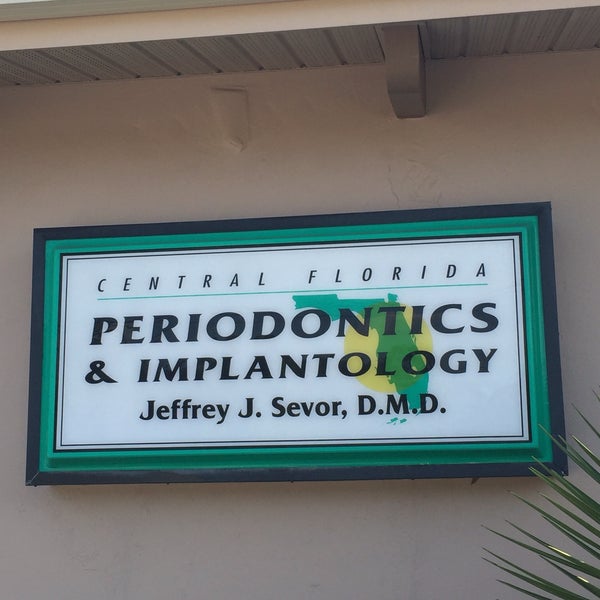 CENTRAL FLORIDA
PERIODONTICS
& IMPLANTOLOGY
Jeffrey J. Sevor, D.M.D.